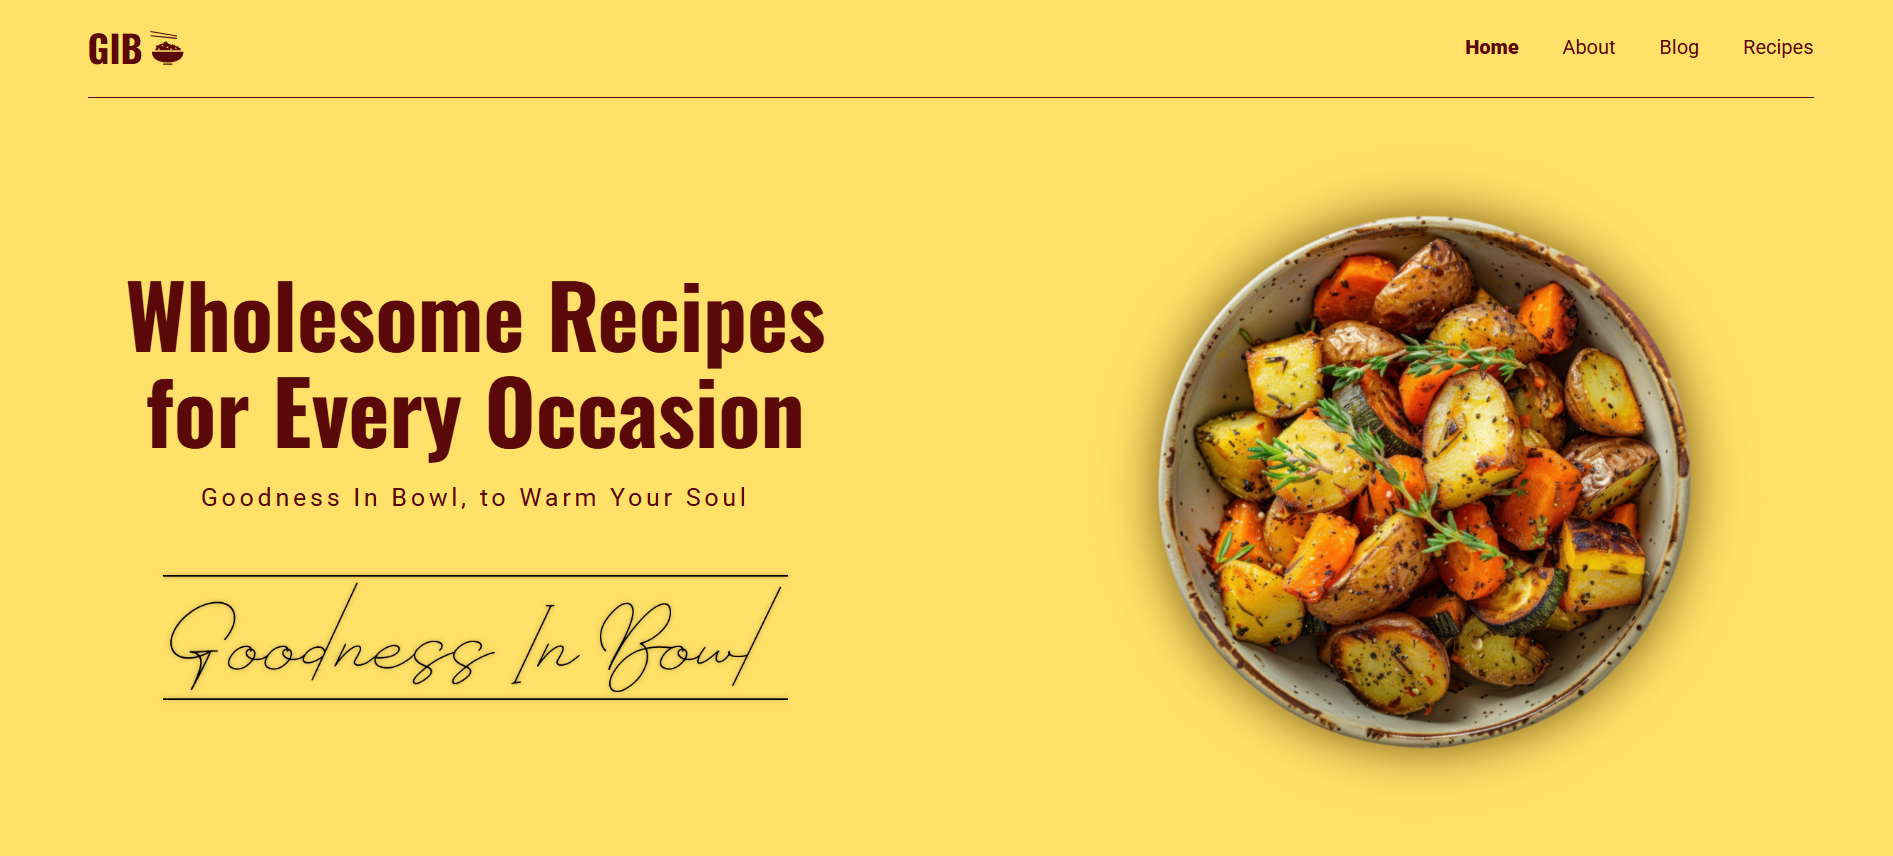 GIB
Home About Blog Recipes
Wholesome Recipes
for Every Occasion
Goodness In Bowl, to Warm Your Soul
Goodness In Bowl